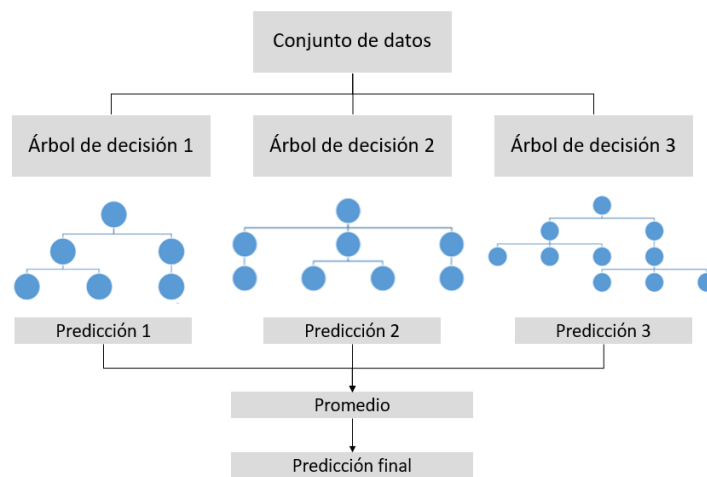 Conjunto de datos
Árbol de decisión 1
Árbol de decisión 2
Árbol de decisión 3
Predicción 1
Predicción 2
Predicción 3
Promedio
Predicción final